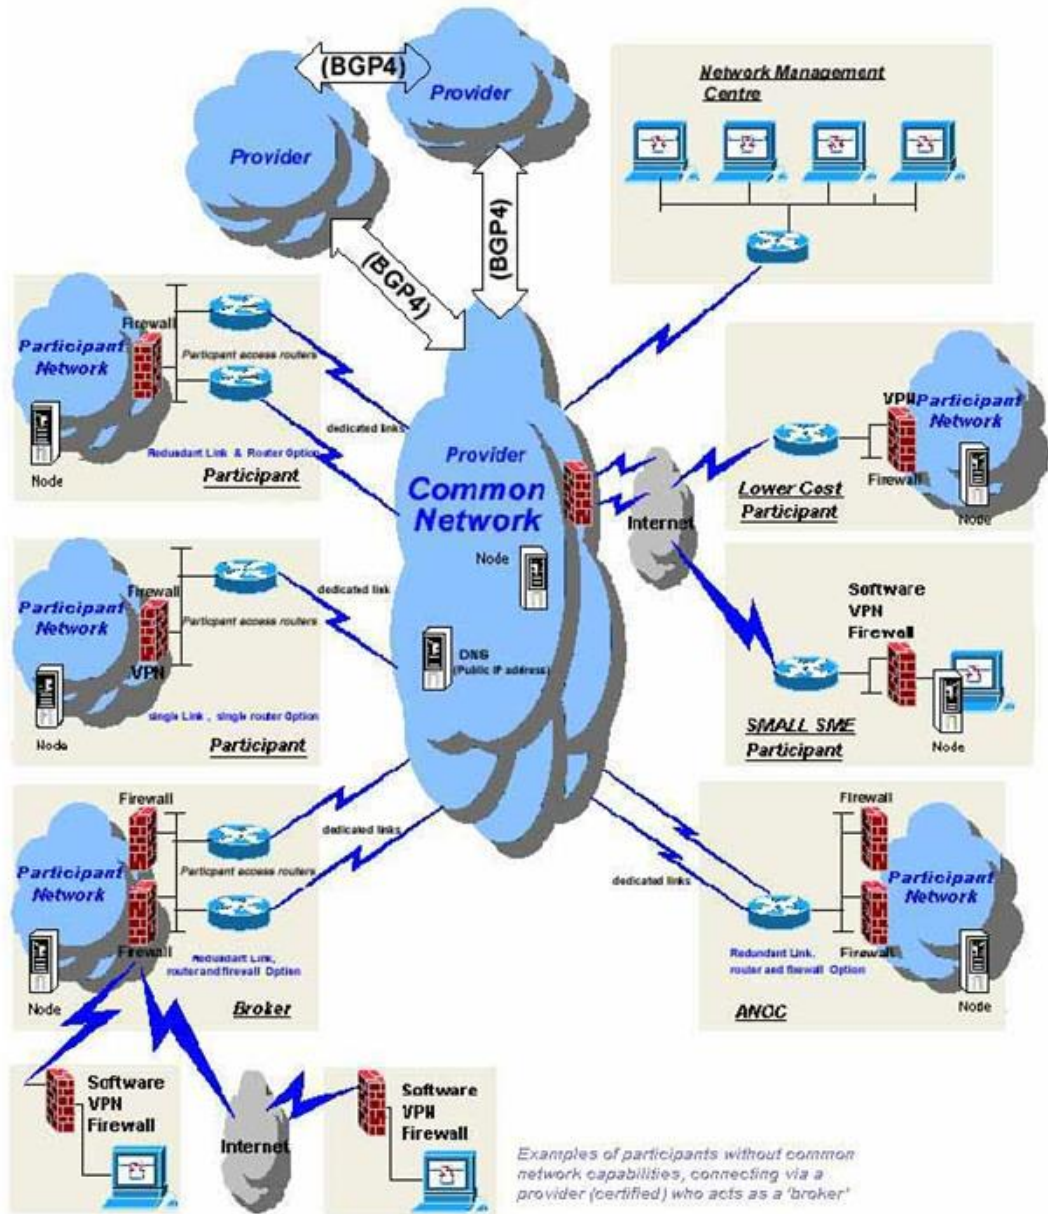 (BGP4)
Provider
Provider
(BGP4)
(BGP4)
Network Management
Centre
Participant
Network
Firewall
Particpant access routers
Node
Redundant Link & Router Option
Participant
dedicated links
Provider
Common
Network
Node
DNS
(Public IP address)
Internet
VPN
Participant
Network
Firewall
Lower Cost
Participant
Node
Participant
Network
Firewall
Particpant access routers
VPN
Node
single Link , single router Option
Participant
dedicated link
Software
VPN
Firewall
SMALL SME
Participant
Node
Firewall
Participant
Network
Particpant access routers
Firewall
Node
Redundant Link,
router and firewall Option
Broker
dedicated links
dedicated links
Firewall
Participant
Network
Redundant Link,
router and firewall Option
Firewall
ANOC
Node
Software
VPN
Firewall
Internet
Software
VPN
Firewall
Examples of participants without common
network capabilities, connecting via a
provider (certified) who acts as a 'broker'